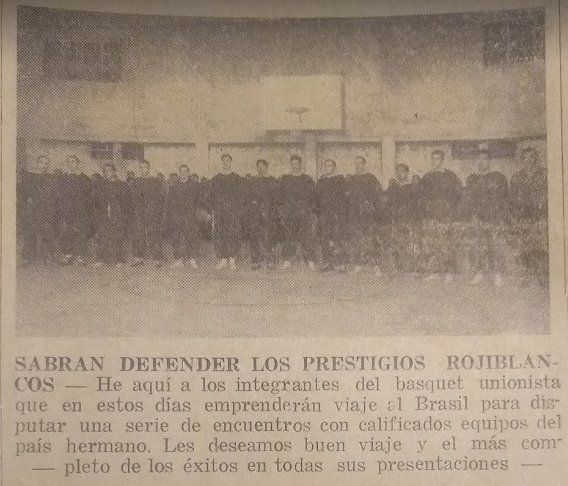 SABRAN DEFENDER LOS PRESTIGIOS ROJIBLAN-
COS — He aquí a los integrantes del basquet unionista
que en estos días emprenderán viaje al Brasil para dis-
putar una serie de encuentros con calificados equipos del
país hermano. Les deseamos buen viaje y el más com-
— pleto de los éxitos en todas sus presentaciones —